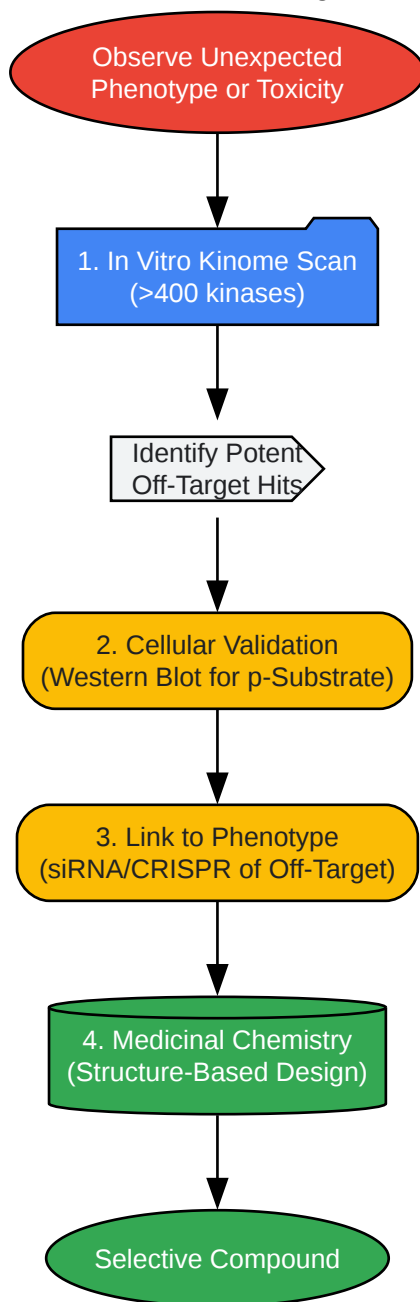 Observe Unexpected
Phenotype or Toxicity
1. In Vitro Kinome Scan
(>400 kinases)
Identify Potent
Off-Target Hits
2. Cellular Validation
(Western Blot for p-Substrate)
3. Link to Phenotype
(siRNA/CRISPR of Off-Target)
4. Medicinal Chemistry
(Structure-Based Design)
Selective Compound